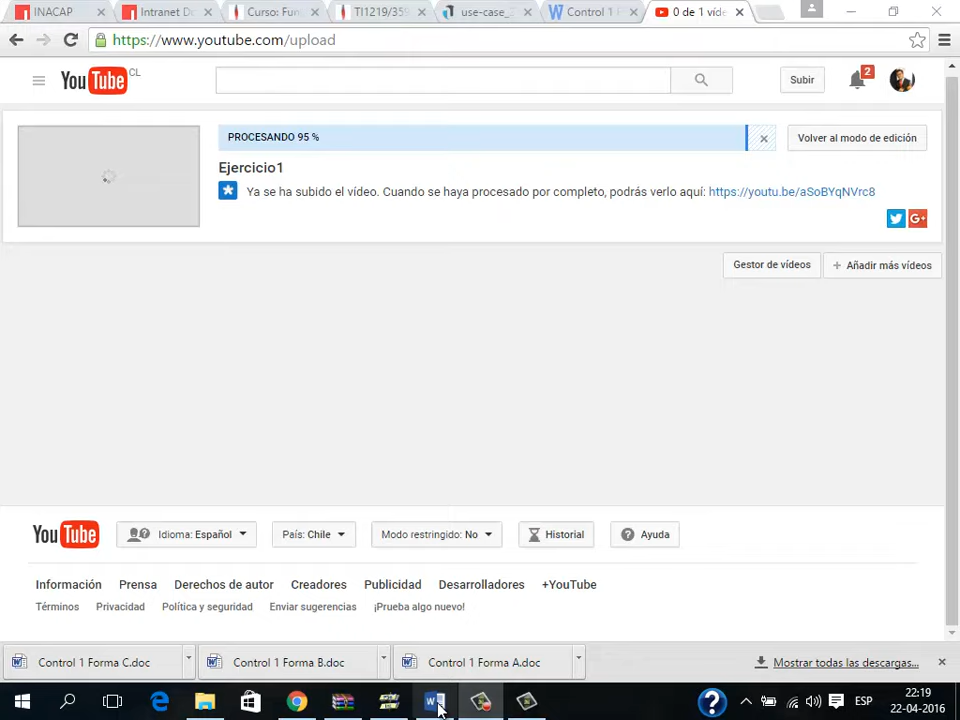 INACAP
Intranet Do
Curso: Fun
TI1219/359
use-case_
Control 1 F
0 de 1 víde
https://www.youtube.com/upload
YouTube CL
Subir
2
PROCESANDO 95 %
Volver al modo de edición
Ejercicio1
Ya se ha subido el vídeo. Cuando se haya procesado por completo, podrás verlo aquí: https://youtu.be/aSoBYqNVrc8
G+
Gestor de vídeos
+ Añadir más vídeos
YouTube
Idioma: Español
País: Chile
Modo restringido: No
Historial
Ayuda
Información
Prensa
Derechos de autor
Creadores
Publicidad
Desarrolladores
+YouTube
Términos
Privacidad
Política y seguridad
Enviar sugerencias
¡Prueba algo nuevo!
Control 1 Forma C.doc
Control 1 Forma B.doc
Control 1 Forma A.doc
Mostrar todas las descargas...
ESP
22:19
22-04-2016